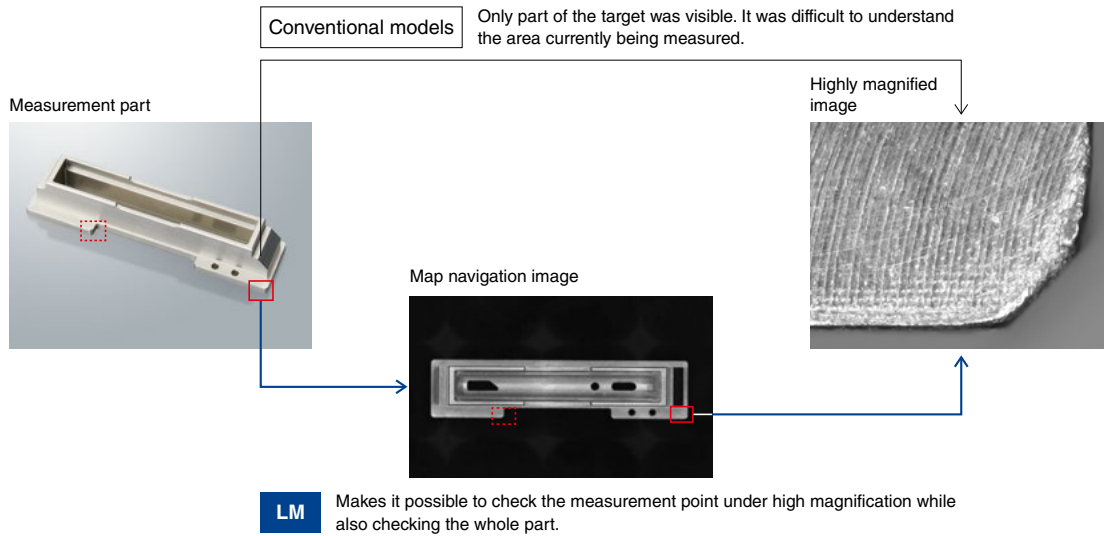 Conventional models
Only part of the target was visible. It was difficult to understand
the area currently being measured.
Measurement part
Highly magnified
image
Map navigation image
LM
Makes it possible to check the measurement point under high magnification while
also checking the whole part.